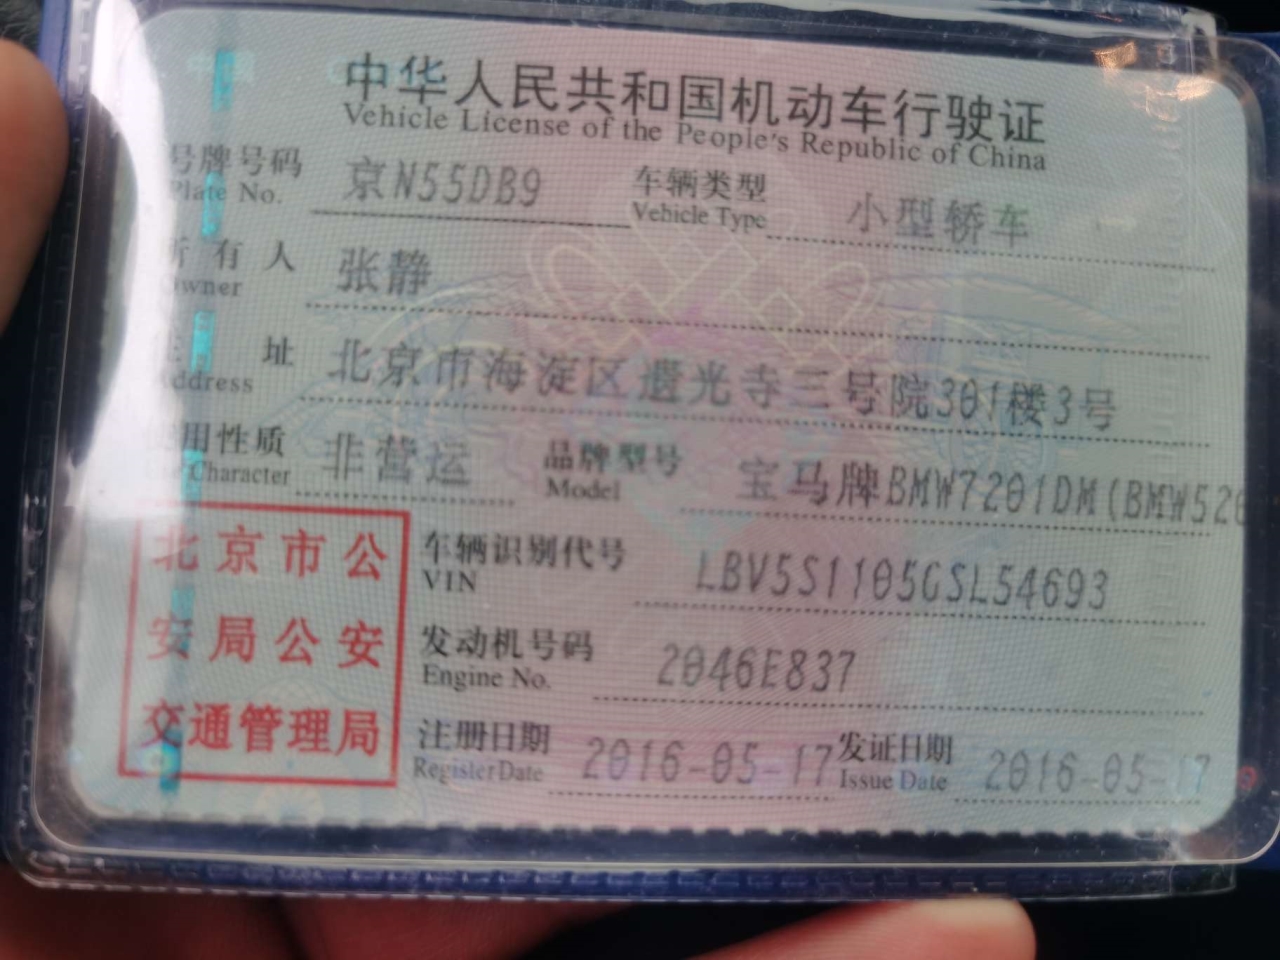 中华人民共和国机动车行驶证
Vehicle License of the People's Republic of China
号牌号码 京N55DB9 车辆类型 小型轿车
Plate No. Vehicle Type
所有人 张静
Owner
住址 北京市海淀区遗光寺三号院301楼3号
Address
使用性质 非营运 品牌型号 宝马牌BMW7201DM(BMW520
Character Model
北京市公
安局公安
交通管理局
车辆识别代号 LBV5S1105GSL54693
VIN
发动机号码 2046E837
Engine No.
注册日期 2016-05-17 发证日期 2016-05-17
Register Date Issue Date